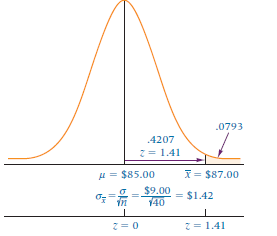 .0793
.4207
z = 1.41
μ = $85.00 x̄ = $87.00
σx̄ = σ/√n = $9.00/√40 = $1.42
z = 0 z = 1.41